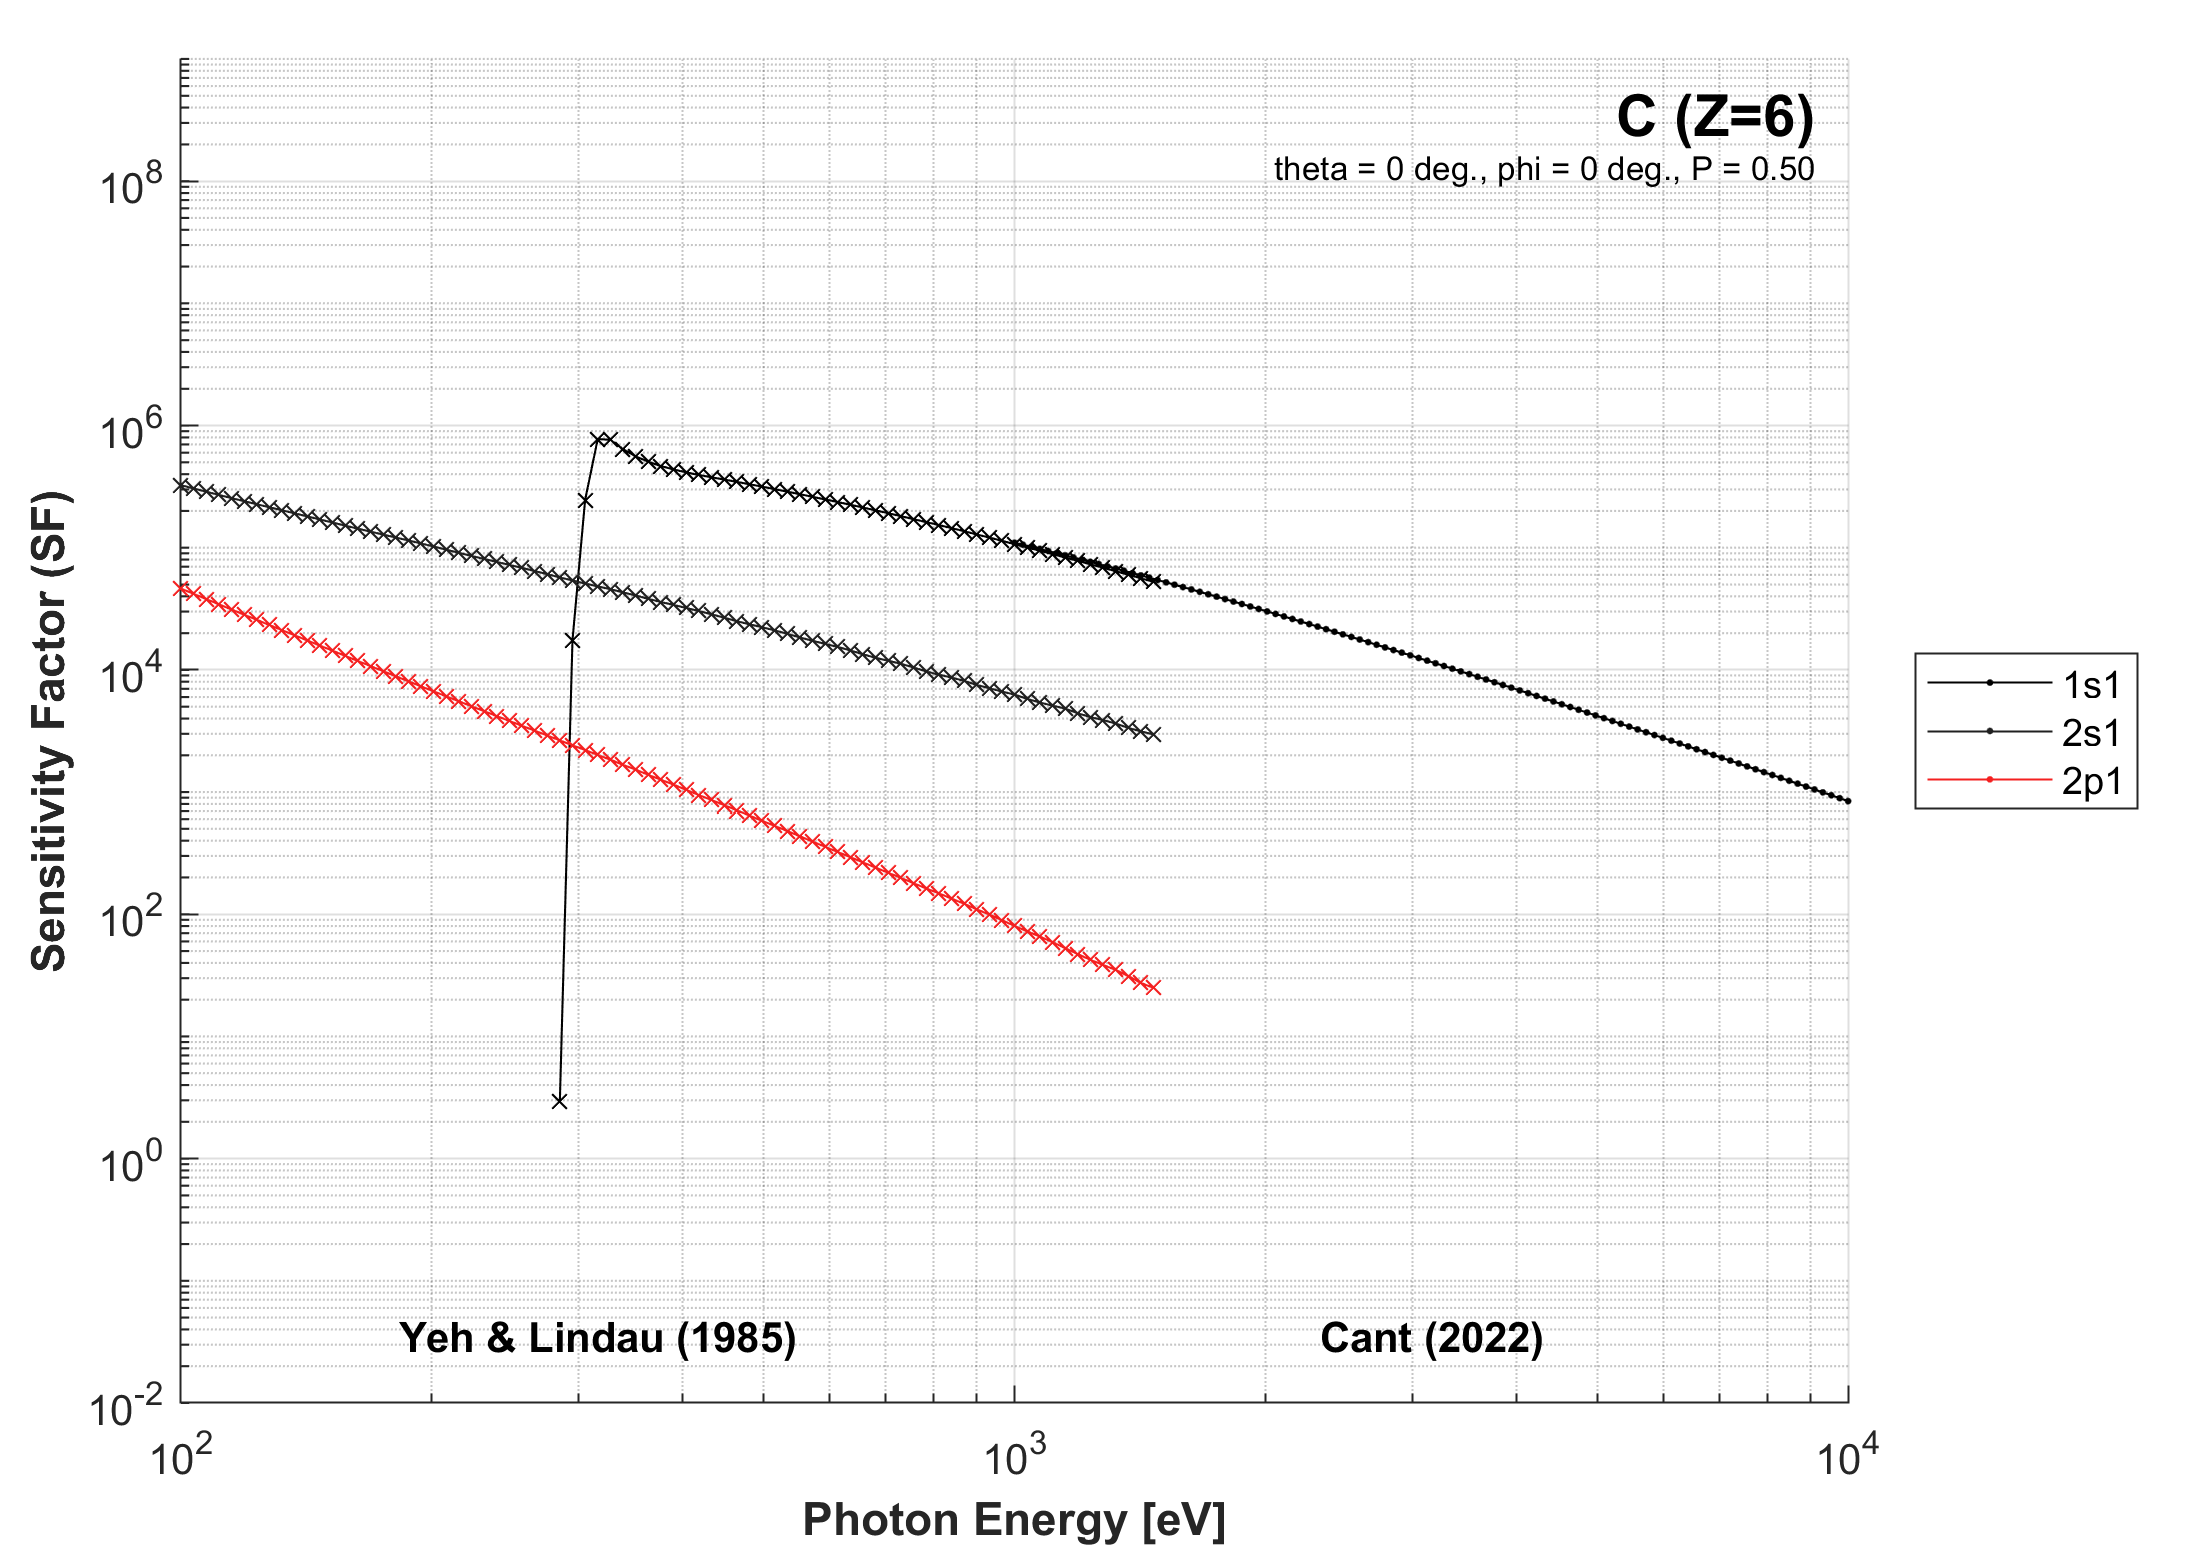 C (Z=6)
theta = 0 deg., phi = 0 deg., P = 0.50
10^8
10^6
10^4
10^2
10^0
10^-2
Sensitivity Factor (SF)
1s1
2s1
2p1
Yeh & Lindau (1985)
Cant (2022)
10^2
10^3
10^4
Photon Energy [eV]